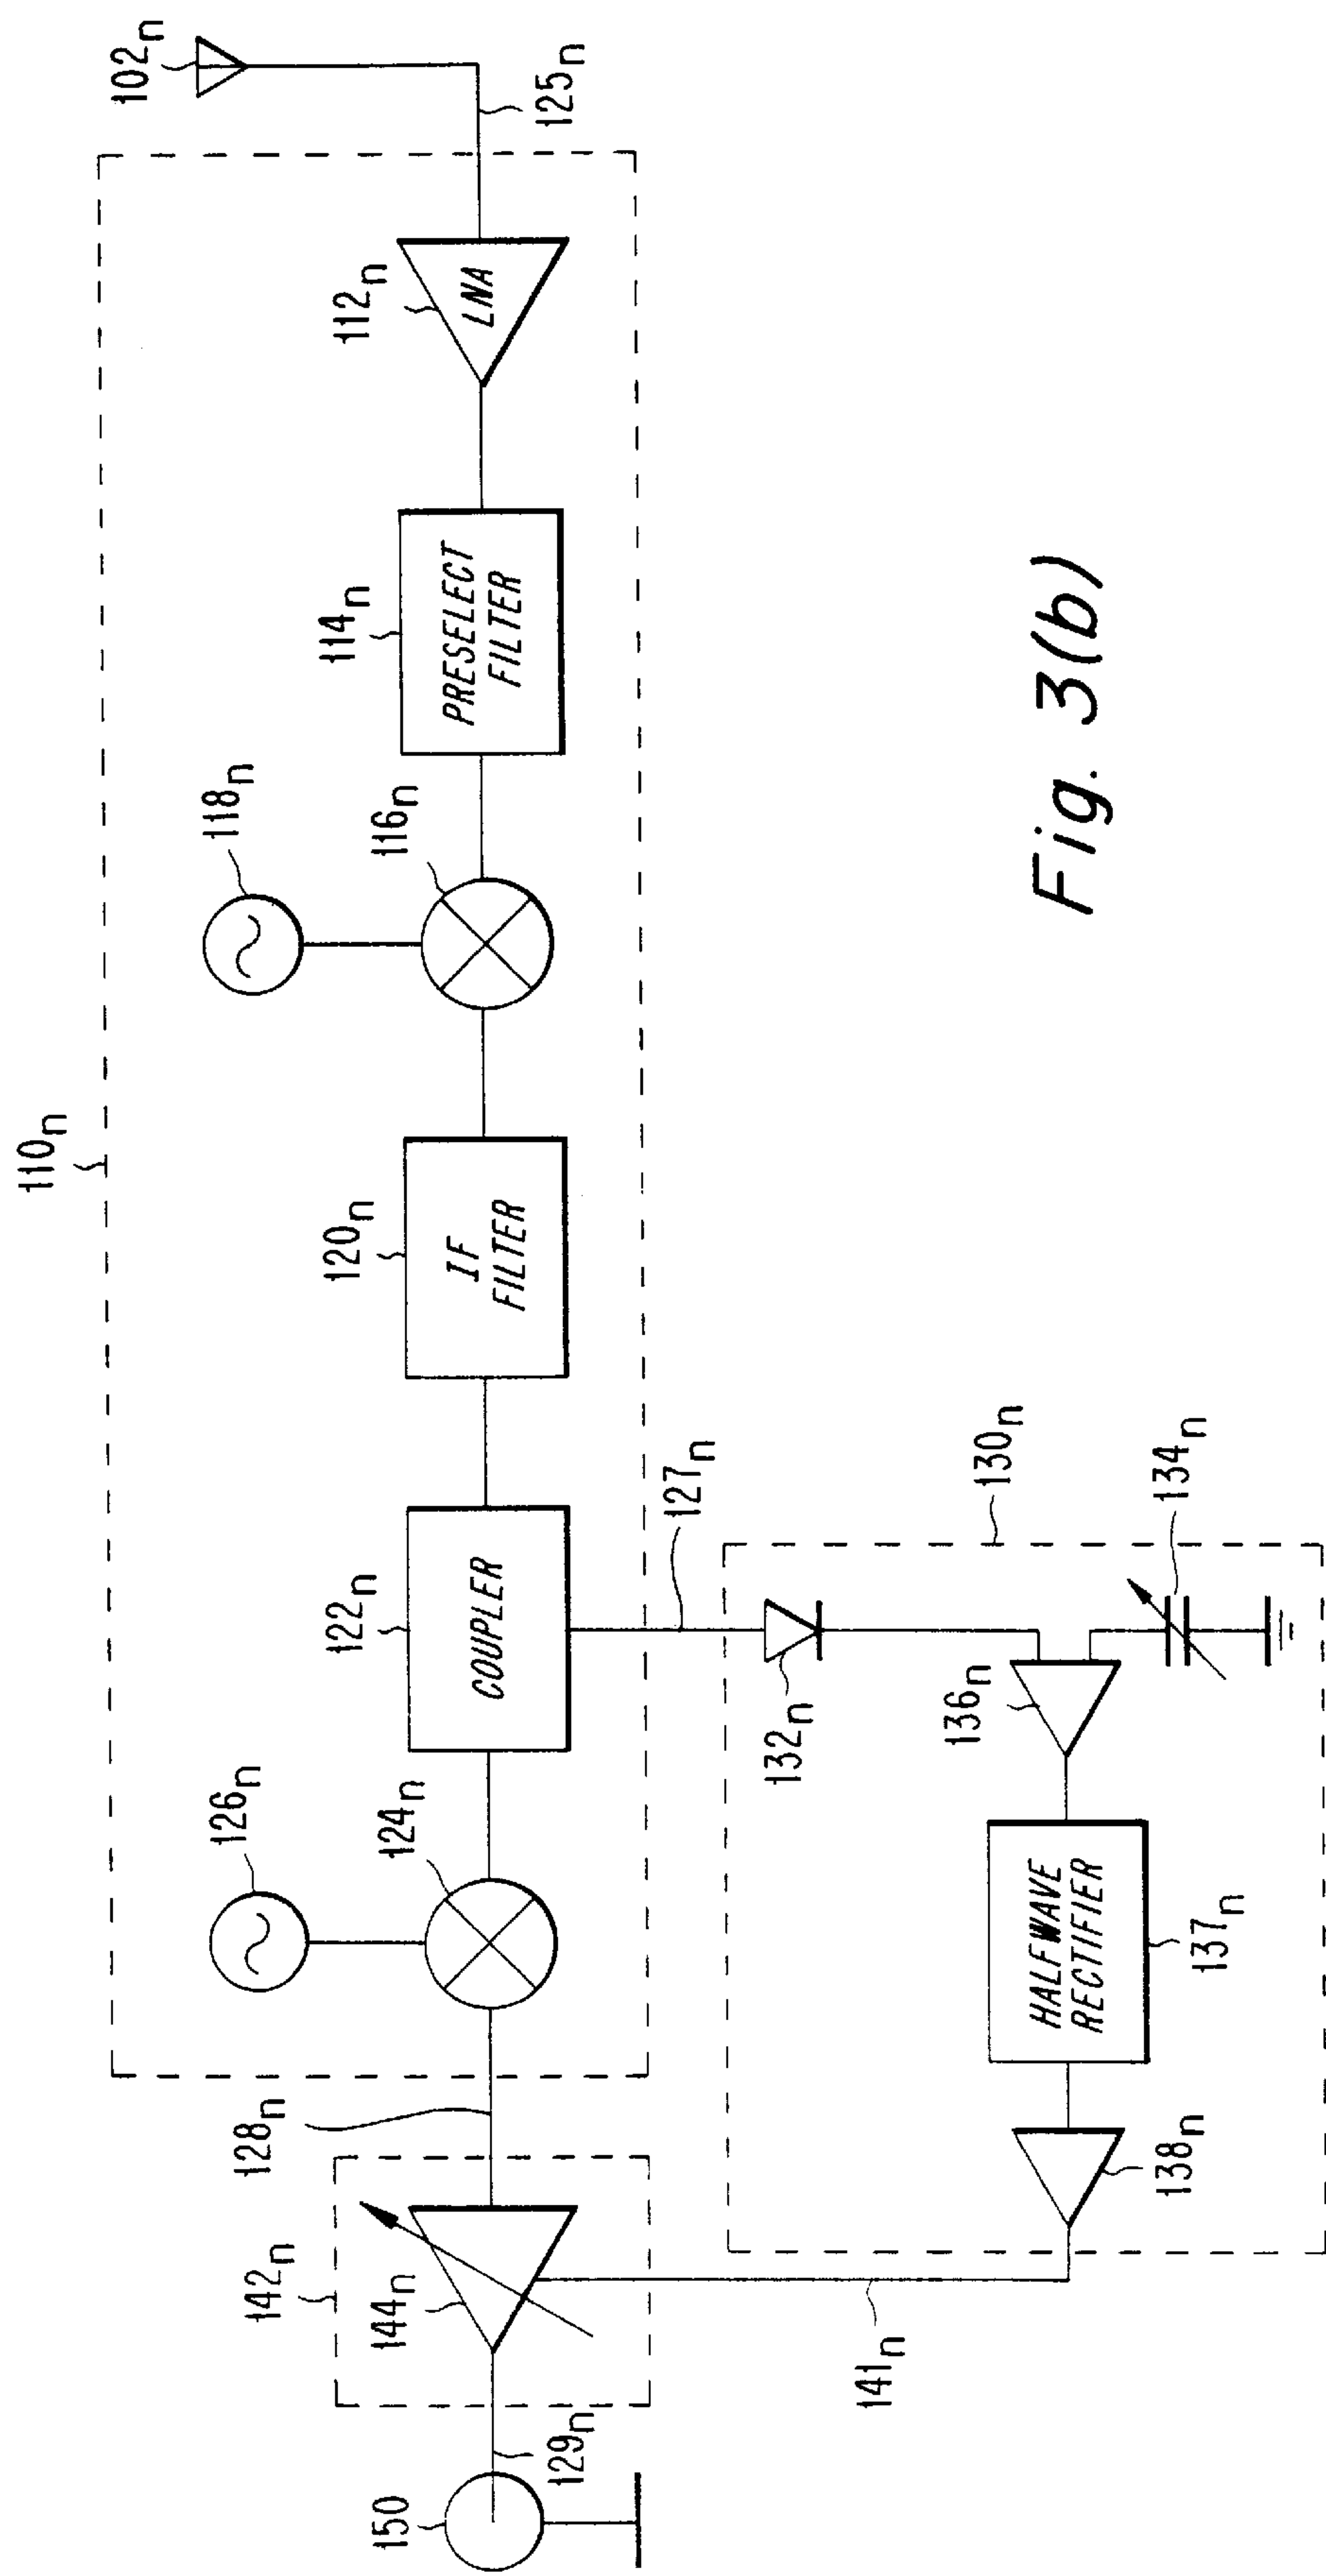 110ₙ
102ₙ
125ₙ
112ₙ
LNA
114ₙ
PRESELECT
FILTER
118ₙ
116ₙ
120ₙ
IF
FILTER
122ₙ
COUPLER
127ₙ
126ₙ
124ₙ
128ₙ
142ₙ
144ₙ
129ₙ
150
130ₙ
132ₙ
134ₙ
136ₙ
HALFWAVE
RECTIFIER
137ₙ
138ₙ
141ₙ
Fig. 3(b)